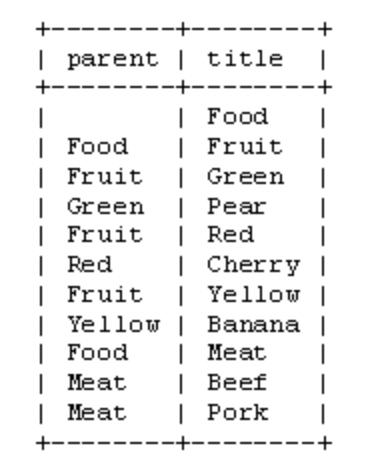 +--------+--------+
| parent | title  |
+--------+--------+
|        | Food   |
| Food   | Fruit  |
| Fruit  | Green  |
| Green  | Pear   |
| Fruit  | Red    |
| Red    | Cherry |
| Fruit  | Yellow |
| Yellow | Banana |
| Food   | Meat   |
| Meat   | Beef   |
| Meat   | Pork   |
+--------+--------+